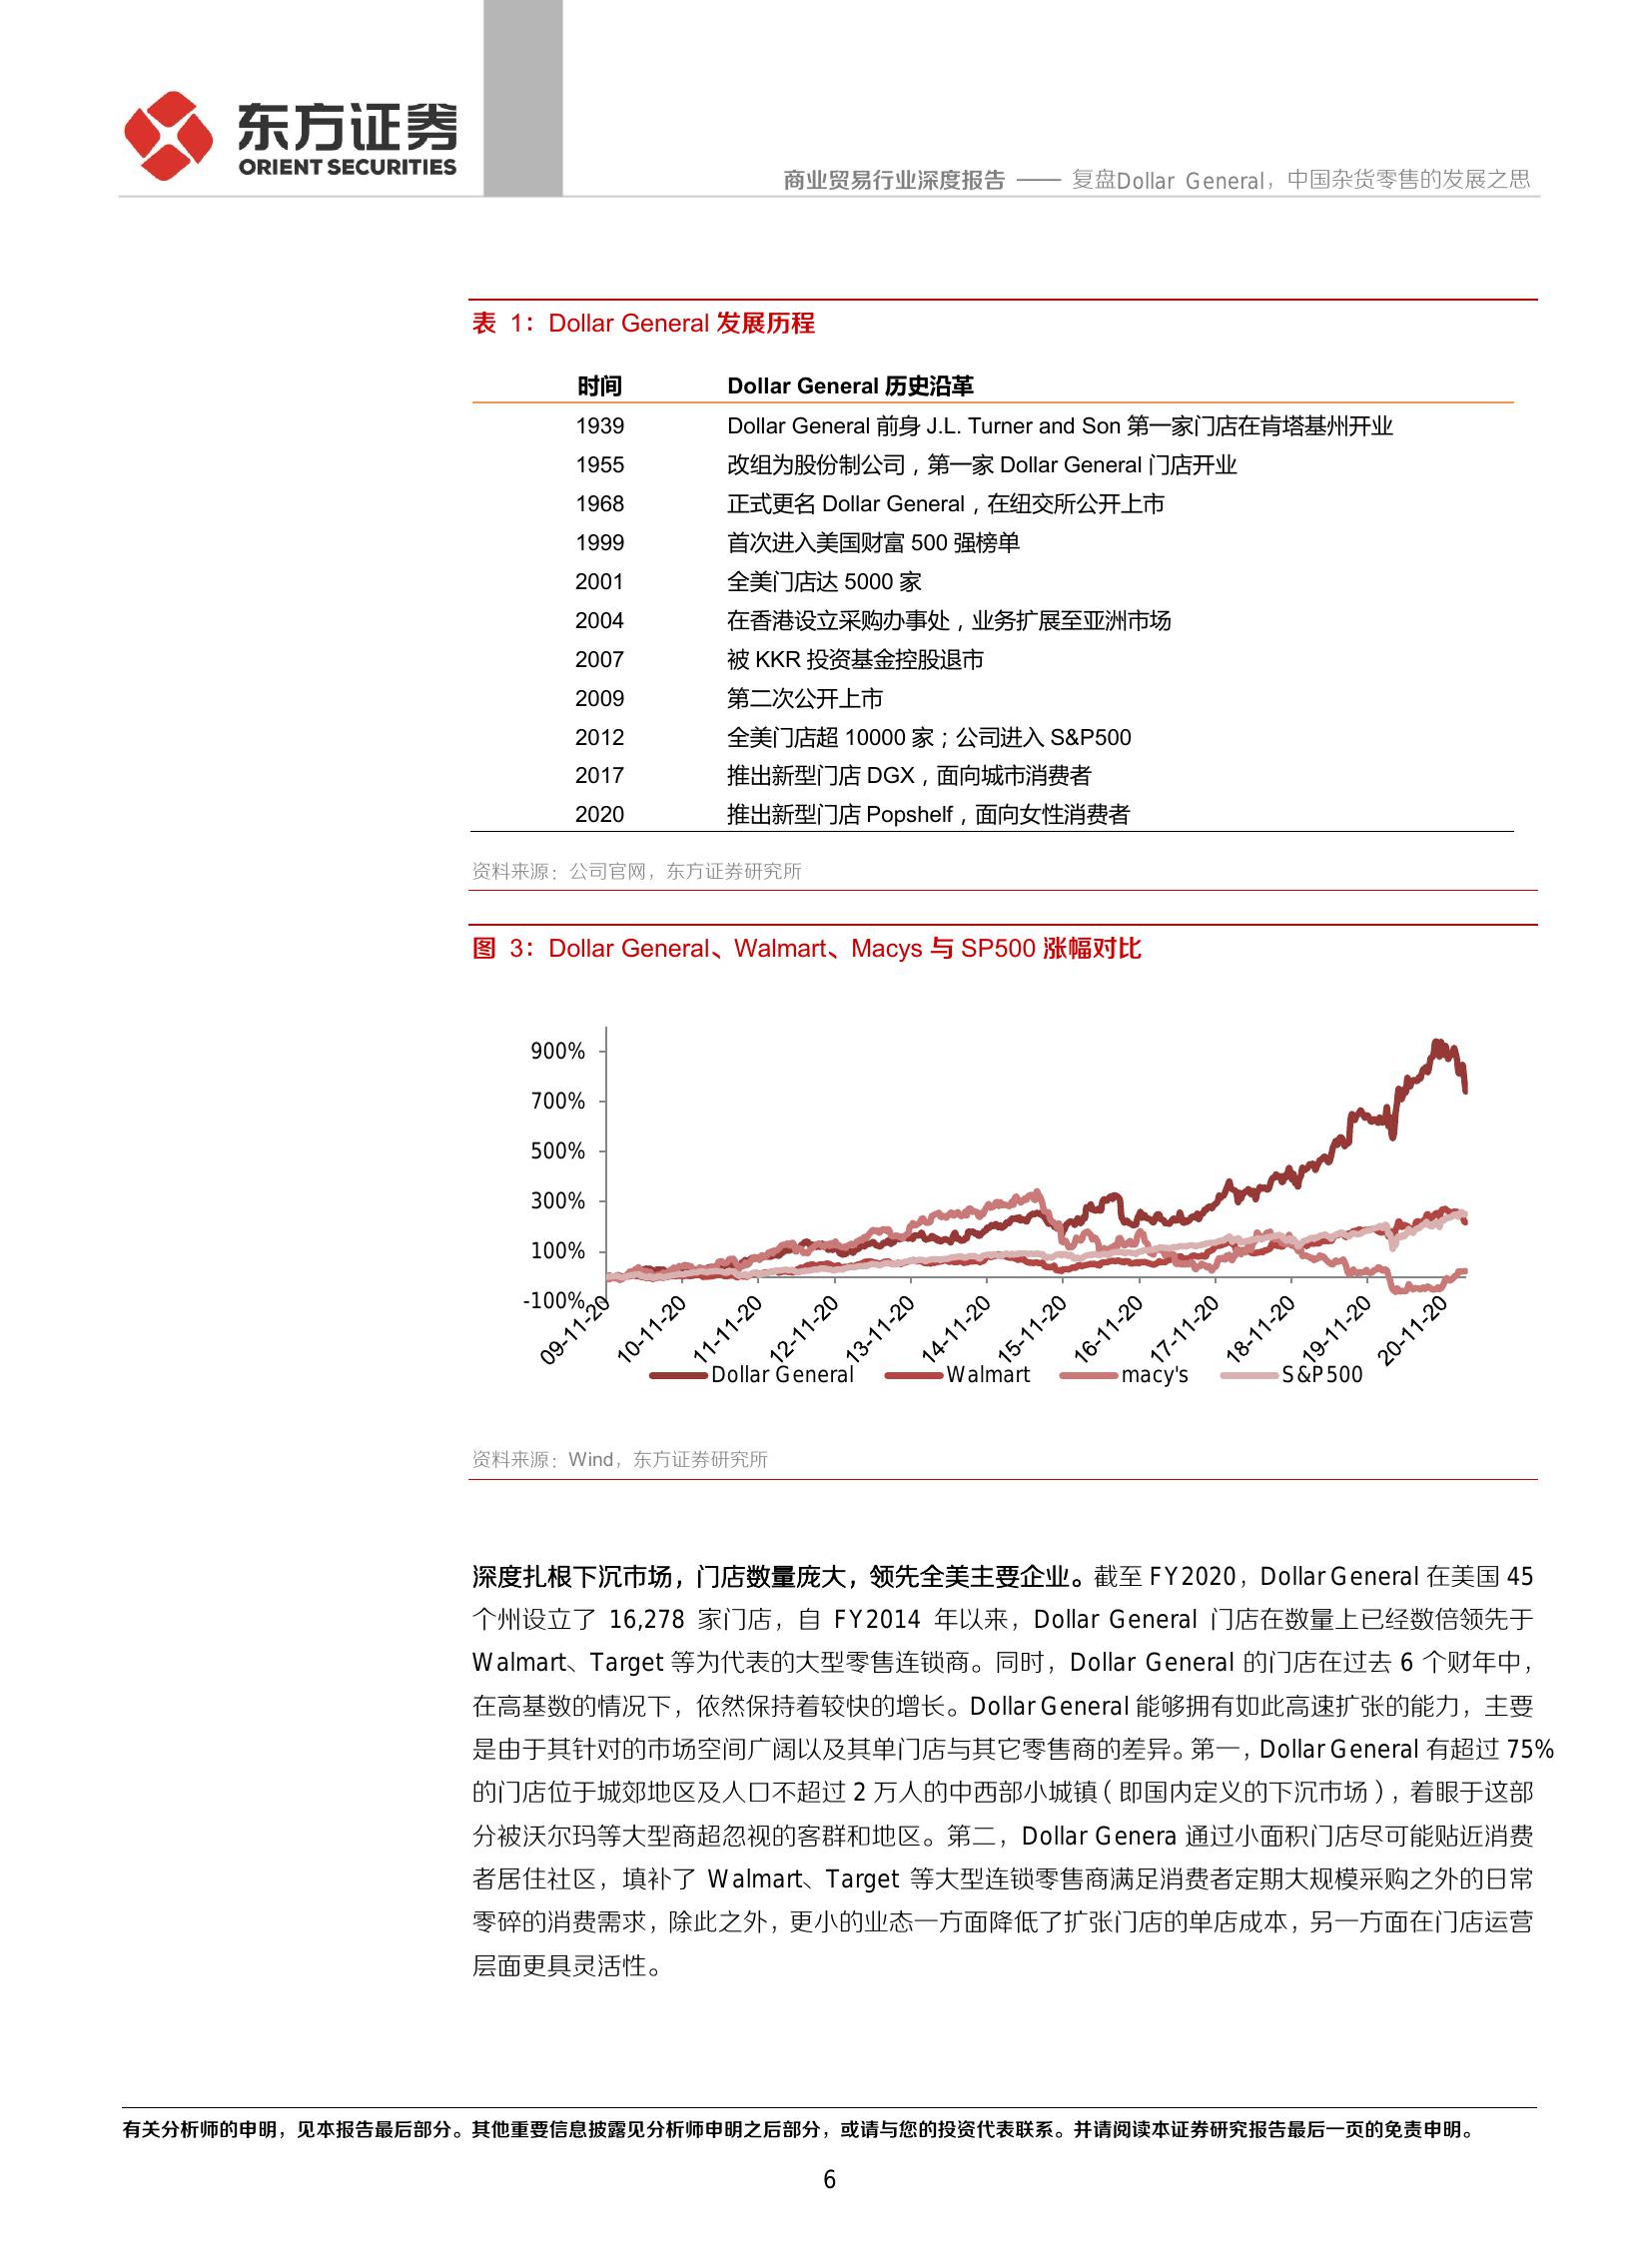 东方证券
ORIENT SECURITIES
商业贸易行业深度报告 —— 复盘Dollar General，中国杂货零售的发展之思
表 1：Dollar General 发展历程
时间 Dollar General 历史沿革
1939 Dollar General 前身 J.L. Turner and Son 第一家门店在肯塔基州开业
1955 改组为股份制公司，第一家 Dollar General 门店开业
1968 正式更名 Dollar General，在纽交所公开上市
1999 首次进入美国财富 500 强榜单
2001 全美门店达 5000 家
2004 在香港设立采购办事处，业务扩展至亚洲市场
2007 被 KKR 投资基金控股退市
2009 第二次公开上市
2012 全美门店超 10000 家；公司进入 S&P500
2017 推出新型门店 DGX，面向城市消费者
2020 推出新型门店 Popshelf，面向女性消费者
资料来源：公司官网，东方证券研究所
图 3：Dollar General、Walmart、Macys 与 SP500 涨幅对比
900%
700%
500%
300%
100%
-100%
09-11-20 10-11-20 11-11-20 12-11-20 13-11-20 14-11-20 15-11-20 16-11-20 17-11-20 18-11-20 19-11-20 20-11-20
Dollar General Walmart macy's S&P500
资料来源：Wind，东方证券研究所
深度扎根下沉市场，门店数量庞大，领先全美主要企业。截至 FY2020，Dollar General 在美国 45
个州设立了 16,278 家门店，自 FY2014 年以来，Dollar General 门店在数量上已经数倍领先于
Walmart、Target 等为代表的大型零售连锁商。同时，Dollar General 的门店在过去 6 个财年中，
在高基数的情况下，依然保持着较快的增长。Dollar General 能够拥有如此高速扩张的能力，主要
是由于其针对的市场空间广阔以及其单门店与其它零售商的差异。第一，Dollar General 有超过 75%
的门店位于城郊地区及人口不超过 2 万人的中西部小城镇（即国内定义的下沉市场），着眼于这部
分被沃尔玛等大型商超忽视的客群和地区。第二，Dollar Genera 通过小面积门店尽可能贴近消费
者居住社区，填补了 Walmart、Target 等大型连锁零售商满足消费者定期大规模采购之外的日常
零碎的消费需求，除此之外，更小的业态一方面降低了扩张门店的单店成本，另一方面在门店运营
层面更具灵活性。
有关分析师的申明，见本报告最后部分。其他重要信息披露见分析师申明之后部分，或请与您的投资代表联系。并请阅读本证券研究报告最后一页的免责申明。
6